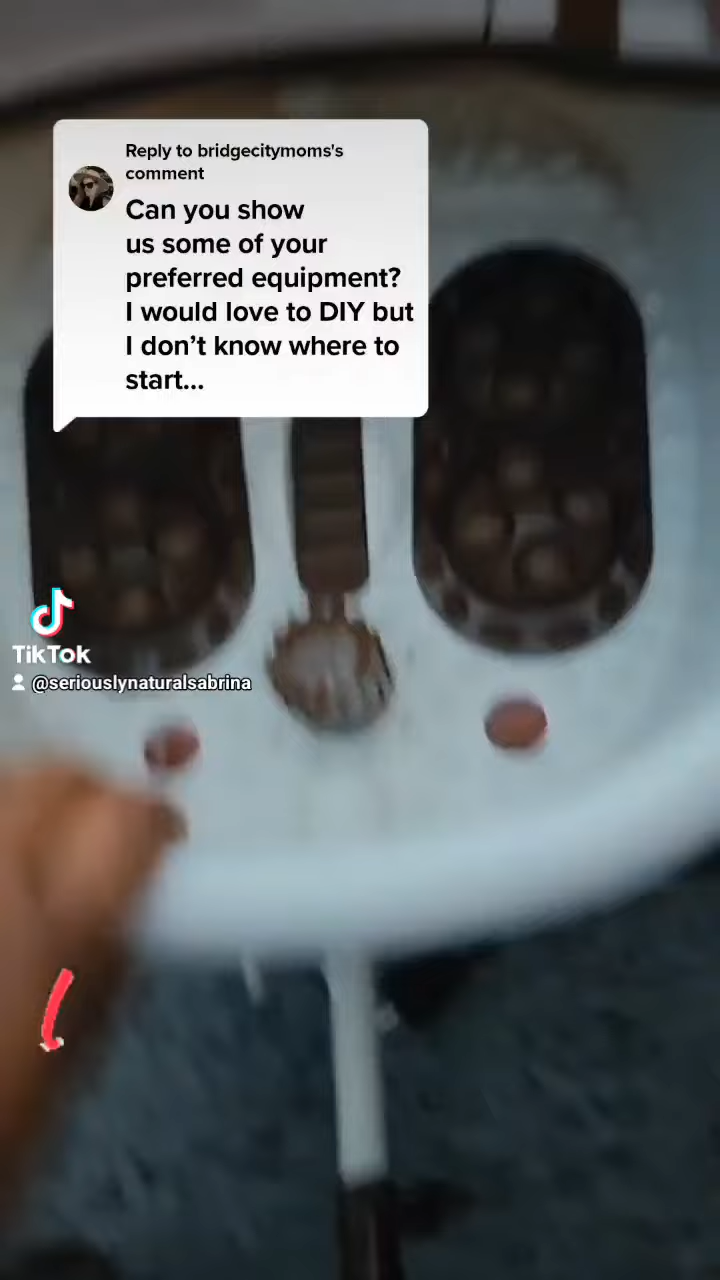 Reply to bridgecitymoms's
comment
Can you show
us some of your
preferred equipment?
I would love to DIY but
I don’t know where to
start...
TikTok
@seriouslynaturalsabrina